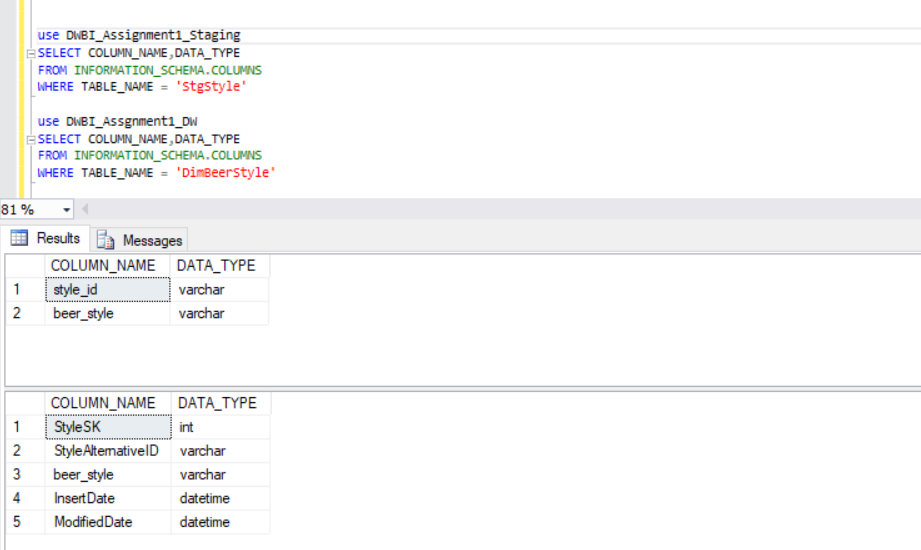 use DWBI_Assignment1_Staging
SELECT COLUMN_NAME,DATA_TYPE
FROM INFORMATION_SCHEMA.COLUMNS
WHERE TABLE_NAME = 'StgStyle'
use DWBI_Assgnment1_DW
SELECT COLUMN_NAME,DATA_TYPE
FROM INFORMATION_SCHEMA.COLUMNS
WHERE TABLE_NAME = 'DimBeerStyle'
81 %
Results Messages
COLUMN_NAME DATA_TYPE
1 style_id varchar
2 beer_style varchar
COLUMN_NAME DATA_TYPE
1 StyleSK int
2 StyleAlternativeID varchar
3 beer_style varchar
4 InsertDate datetime
5 ModifiedDate datetime